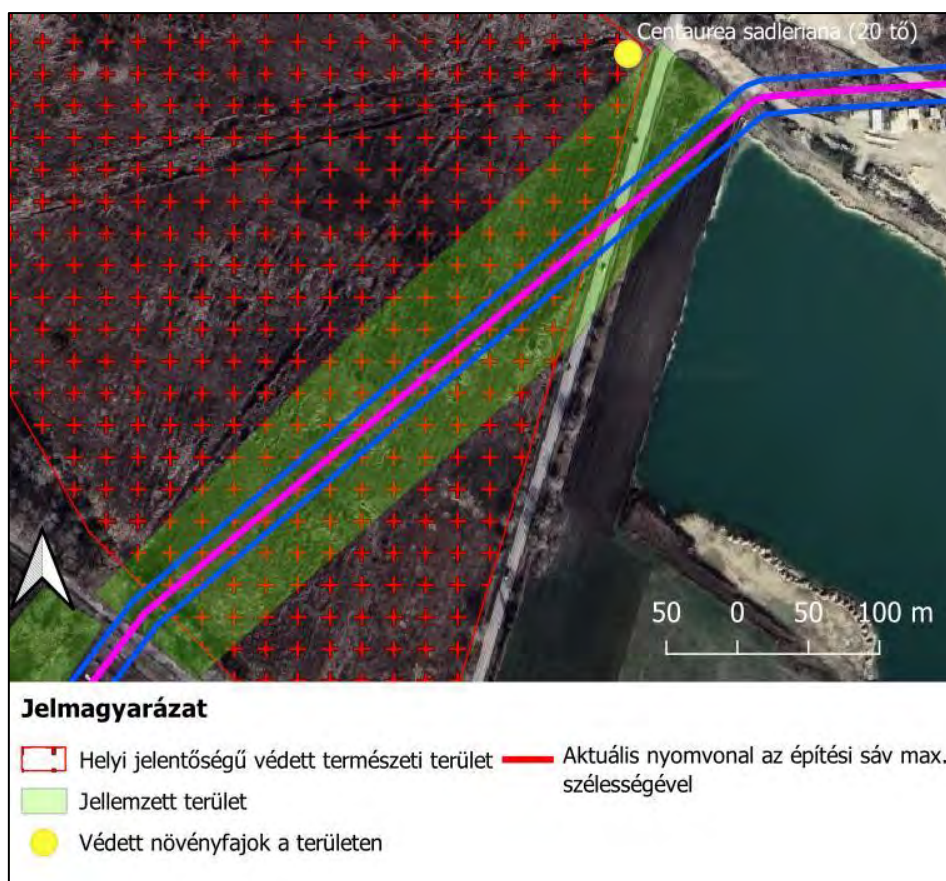 Centaurea sadleriana (20 tő)
50 0 50 100 m
Jelmagyarázat
Helyi jelentőségű védett természeti terület
Jellemzett terület
Védett növényfajok a területen
Aktuális nyomvonal az építési sáv max.
szélességével